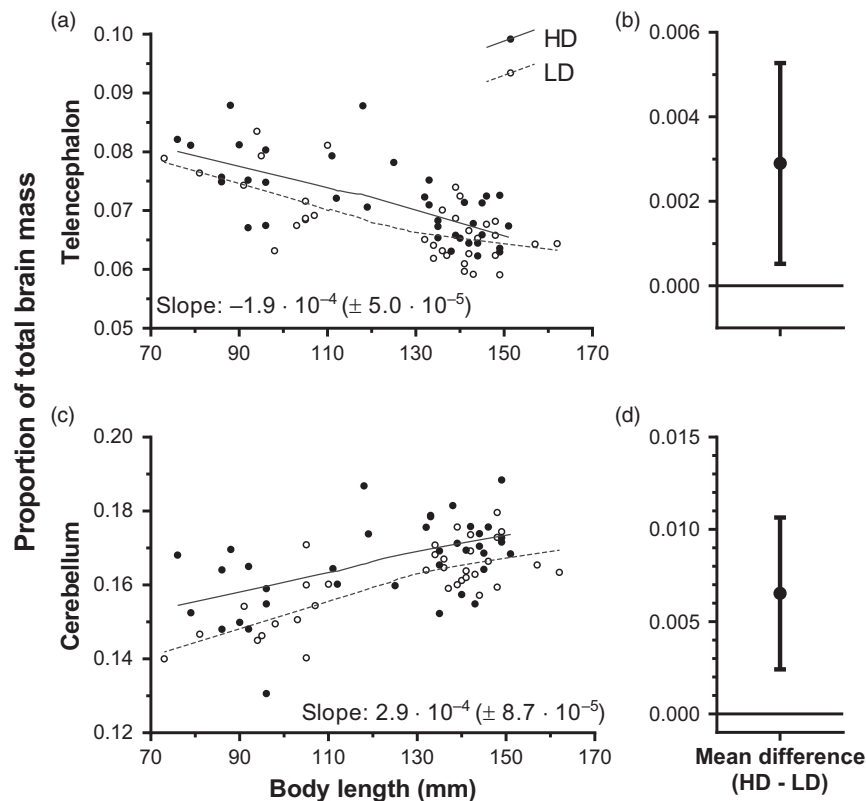 (a)
HD
LD
0.10
0.09
0.08
0.07
0.06
0.05
Telencephalon
Slope: –1.9 · 10–4 (± 5.0 · 10–5)
70
90
110
130
150
170
(b)
0.006
0.004
0.002
0.000
Proportion of total brain mass
(c)
0.20
0.18
0.16
0.14
0.12
Cerebellum
Slope: 2.9 · 10–4 (± 8.7 · 10–5)
70
90
110
130
150
170
Body length (mm)
(d)
0.015
0.010
0.005
0.000
Mean difference
(HD - LD)